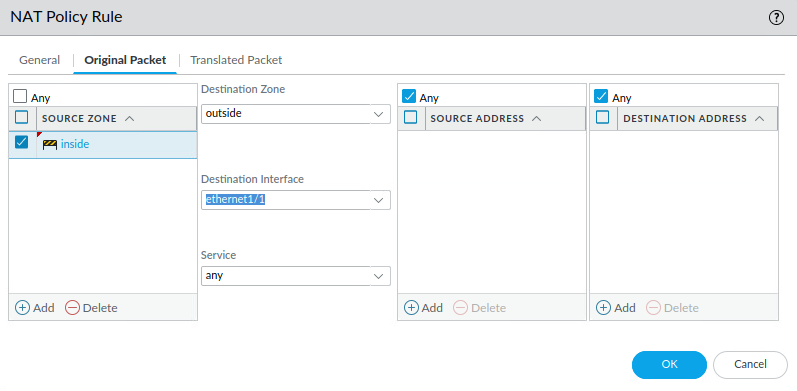 NAT Policy Rule
General
Original Packet
Translated Packet
Any
SOURCE ZONE
inside
Add
Delete
Destination Zone
outside
Destination Interface
ethernet1/1
Service
any
Any
SOURCE ADDRESS
Add
Delete
Any
DESTINATION ADDRESS
Add
Delete
OK
Cancel